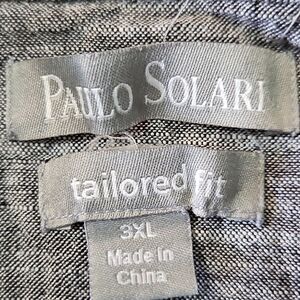 PAULO SOLARI
tailored fit
3XL
Made in
China